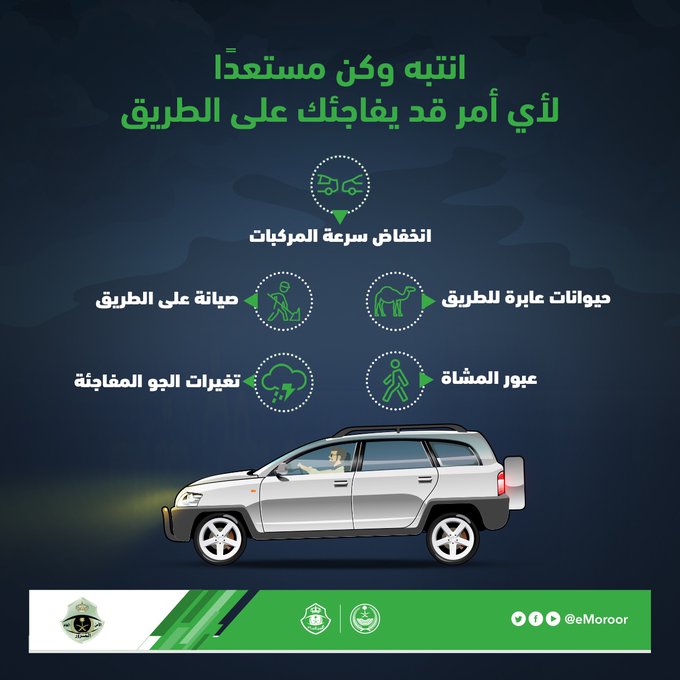 انتبه وكن مستعدًا
لأي أمر قد يفاجئك على الطريق
انخفاض سرعة المركبات
حيوانات عابرة للطريق
صيانة على الطريق
عبور المشاة
تغيرات الجو المفاجئة
@eMoroor